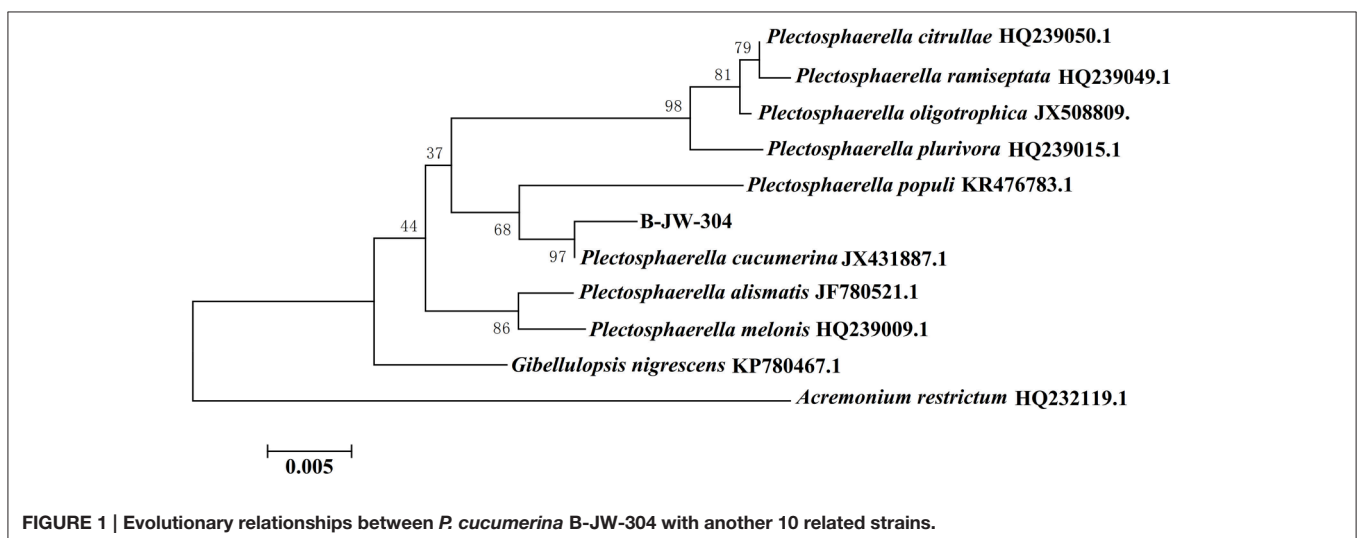 79
Plectosphaerella citrullae HQ239050.1
81
Plectosphaerella ramiseptata HQ239049.1
98
Plectosphaerella oligotrophica JX508809.
Plectosphaerella plurivora HQ239015.1
37
Plectosphaerella populi KR476783.1
44
68
B-JW-304
97
Plectosphaerella cucumerina JX431887.1
Plectosphaerella alismatis JF780521.1
86
Plectosphaerella melonis HQ239009.1
Gibellulopsis nigrescens KP780467.1
Acremonium restrictum HQ232119.1
0.005
FIGURE 1 | Evolutionary relationships between P. cucumerina B-JW-304 with another 10 related strains.